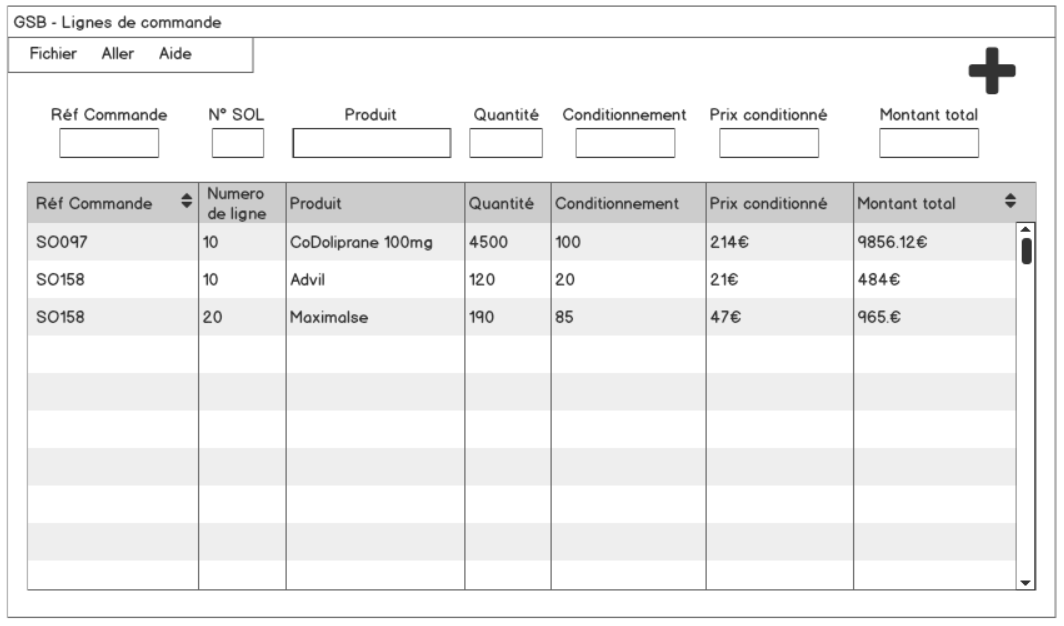 GSB - Lignes de commande
Fichier Aller Aide
Réf Commande N° SOL Produit Quantité Conditionnement Prix conditionné Montant total
Réf Commande Numero de ligne Produit Quantité Conditionnement Prix conditionné Montant total
SO097 10 CoDoliprane 100mg 4500 100 214€ 9856.12€
SO158 10 Advil 120 20 21€ 484€
SO158 20 Maximalse 190 85 47€ 965.€